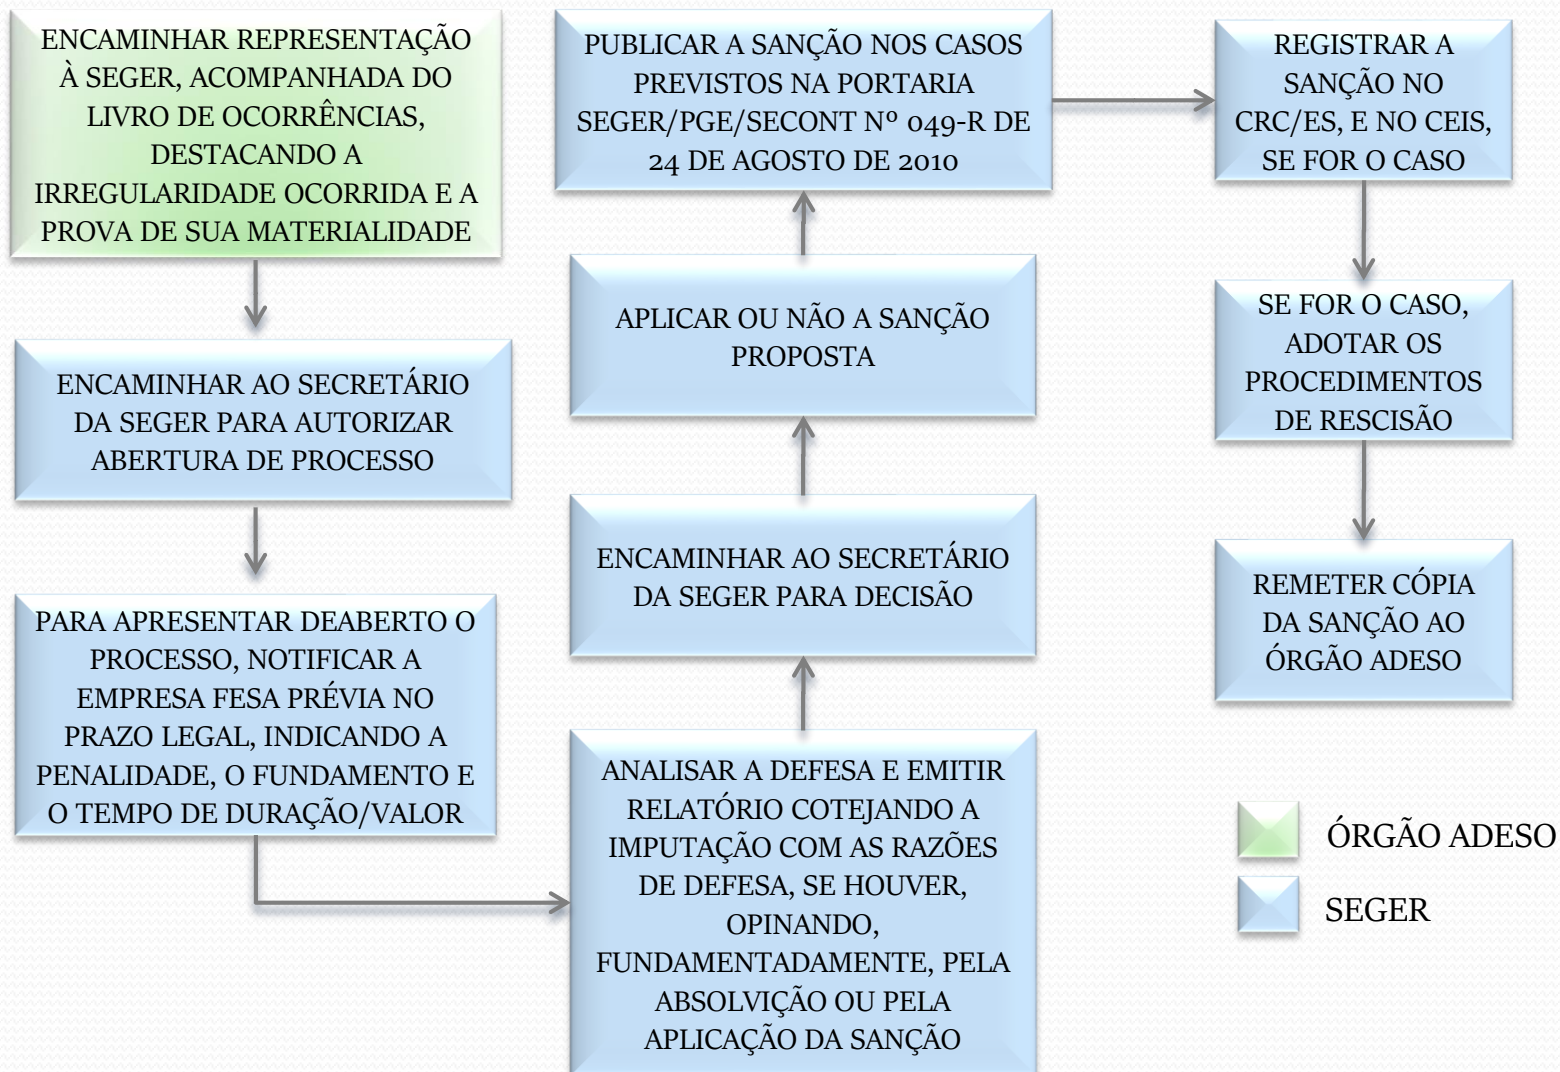 ENCAMINHAR REPRESENTAÇÃO
À SEGER, ACOMPANHADA DO
LIVRO DE OCORRÊNCIAS,
DESTACANDO A
IRREGULARIDADE OCORRIDA E A
PROVA DE SUA MATERIALIDADE
ENCAMINHAR AO SECRETÁRIO
DA SEGER PARA AUTORIZAR
ABERTURA DE PROCESSO
PARA APRESENTAR DEABERTO O
PROCESSO, NOTIFICAR A
EMPRESA FESA PRÉVIA NO
PRAZO LEGAL, INDICANDO A
PENALIDADE, O FUNDAMENTO E
O TEMPO DE DURAÇÃO/VALOR
ANALISAR A DEFESA E EMITIR
RELATÓRIO COTEJANDO A
IMPUTAÇÃO COM AS RAZÕES
DE DEFESA, SE HOUVER,
OPINANDO,
FUNDAMENTADAMENTE, PELA
ABSOLVIÇÃO OU PELA
APLICAÇÃO DA SANÇÃO
ENCAMINHAR AO SECRETÁRIO
DA SEGER PARA DECISÃO
APLICAR OU NÃO A SANÇÃO
PROPOSTA
PUBLICAR A SANÇÃO NOS CASOS
PREVISTOS NA PORTARIA
SEGER/PGE/SECONT Nº 049-R DE
24 DE AGOSTO DE 2010
REGISTRAR A
SANÇÃO NO
CRC/ES, E NO CEIS,
SE FOR O CASO
SE FOR O CASO,
ADOTAR OS
PROCEDIMENTOS
DE RESCISÃO
REMETER CÓPIA
DA SANÇÃO AO
ÓRGÃO ADESO
ÓRGÃO ADESO
SEGER